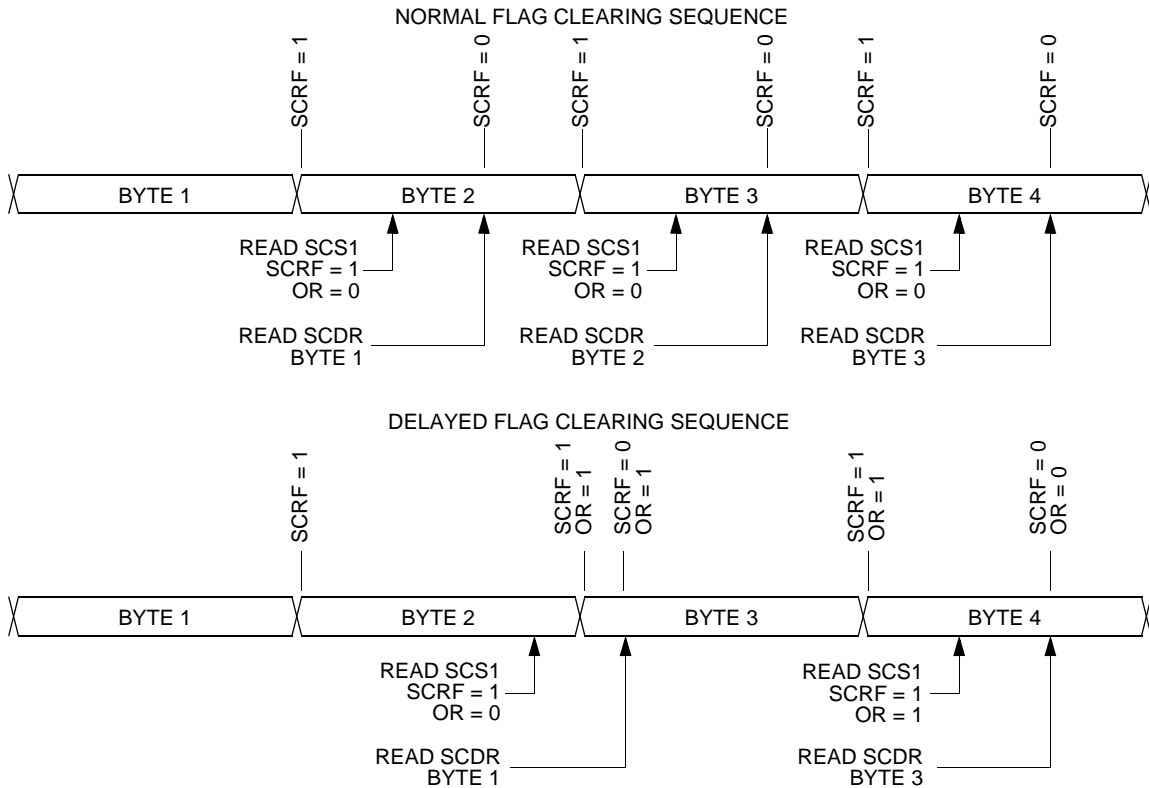 NORMAL FLAG CLEARING SEQUENCE
SCRF = 1
SCRF = 0
SCRF = 1
SCRF = 0
SCRF = 1
SCRF = 0
BYTE 1
BYTE 2
BYTE 3
BYTE 4
READ SCS1
SCRF = 1
OR = 0
READ SCS1
SCRF = 1
OR = 0
READ SCS1
SCRF = 1
OR = 0
READ SCDR
BYTE 1
READ SCDR
BYTE 2
READ SCDR
BYTE 3
DELAYED FLAG CLEARING SEQUENCE
SCRF = 1
SCRF = 1
OR = 1
SCRF = 0
OR = 1
SCRF = 1
OR = 1
SCRF = 0
OR = 0
BYTE 1
BYTE 2
BYTE 3
BYTE 4
READ SCS1
SCRF = 1
OR = 0
READ SCS1
SCRF = 1
OR = 1
READ SCDR
BYTE 1
READ SCDR
BYTE 3